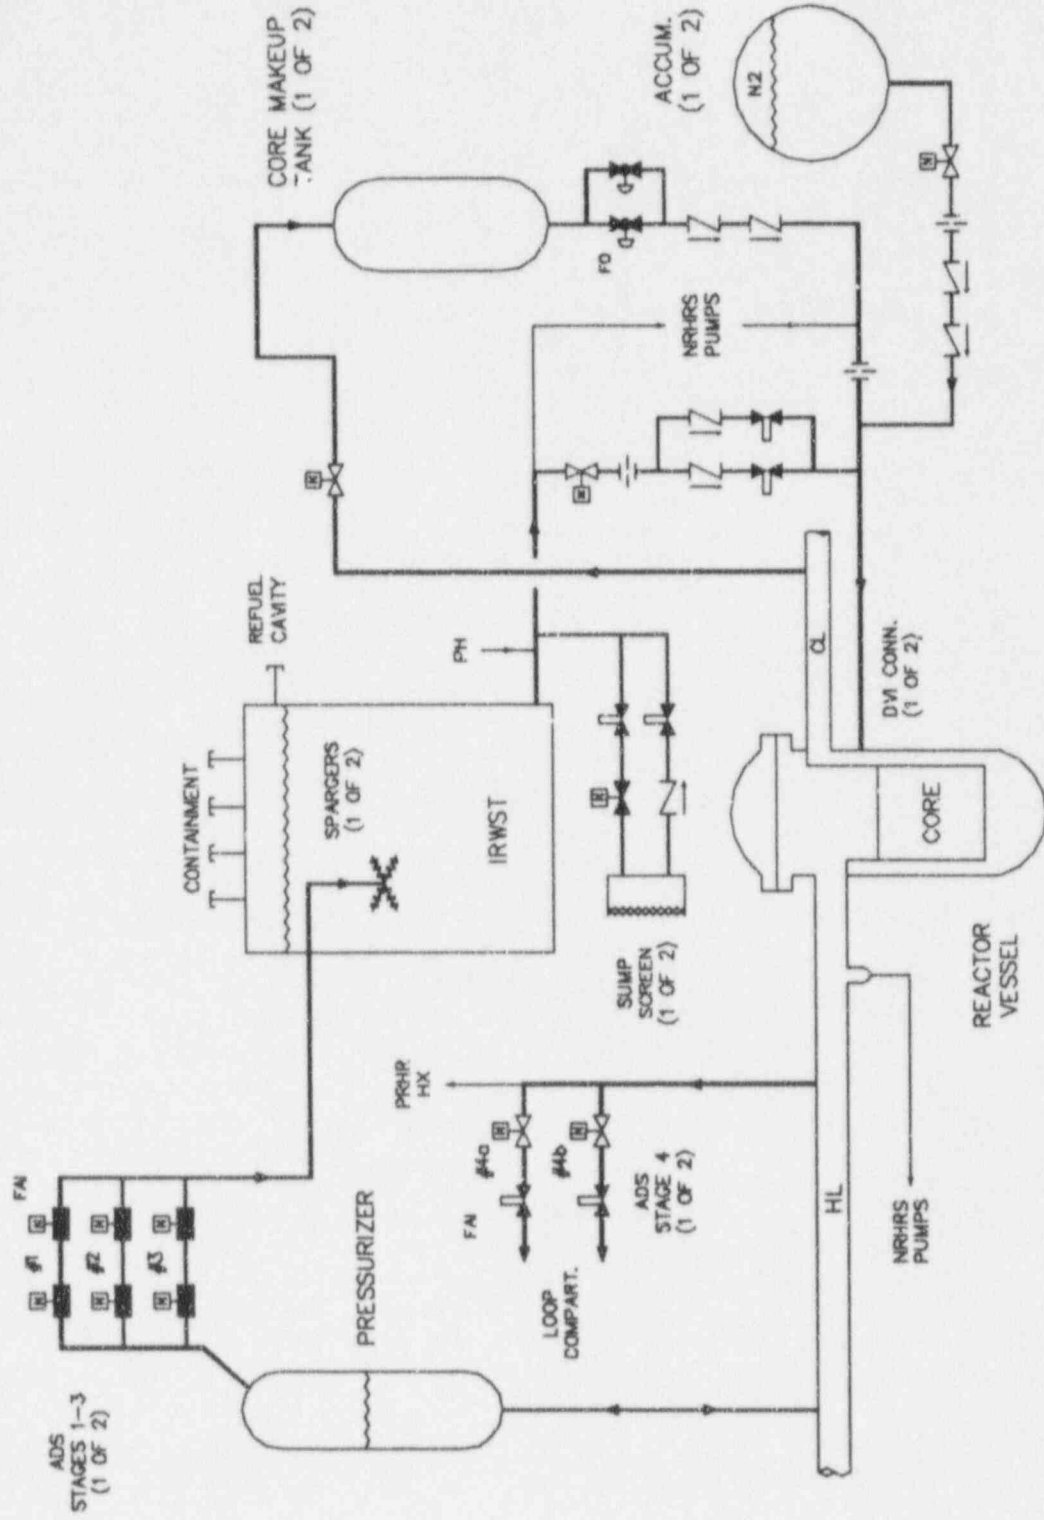 ADS
STAGES 1-3
(1 OF 2)
M
#1
M
FAI
M
#2
M
M
#3
M
PRESSURIZER
CONTAINMENT
REFUEL
CAVITY
SPARGERS
(1 OF 2)
IRWST
CORE MAKEUP
TANK (1 OF 2)
M
PRHR
HX
FAI
#4a
M
#4b
M
LOOP
COMPART.
ADS
STAGE 4
(1 OF 2)
PH
M
SUMP
SCREEN
(1 OF 2)
M
FO
NRHRS
PUMPS
ACCUM.
(1 OF 2)
N2
M
HL
CL
CORE
DVI CONN.
(1 OF 2)
NRHRS
PUMPS
REACTOR
VESSEL